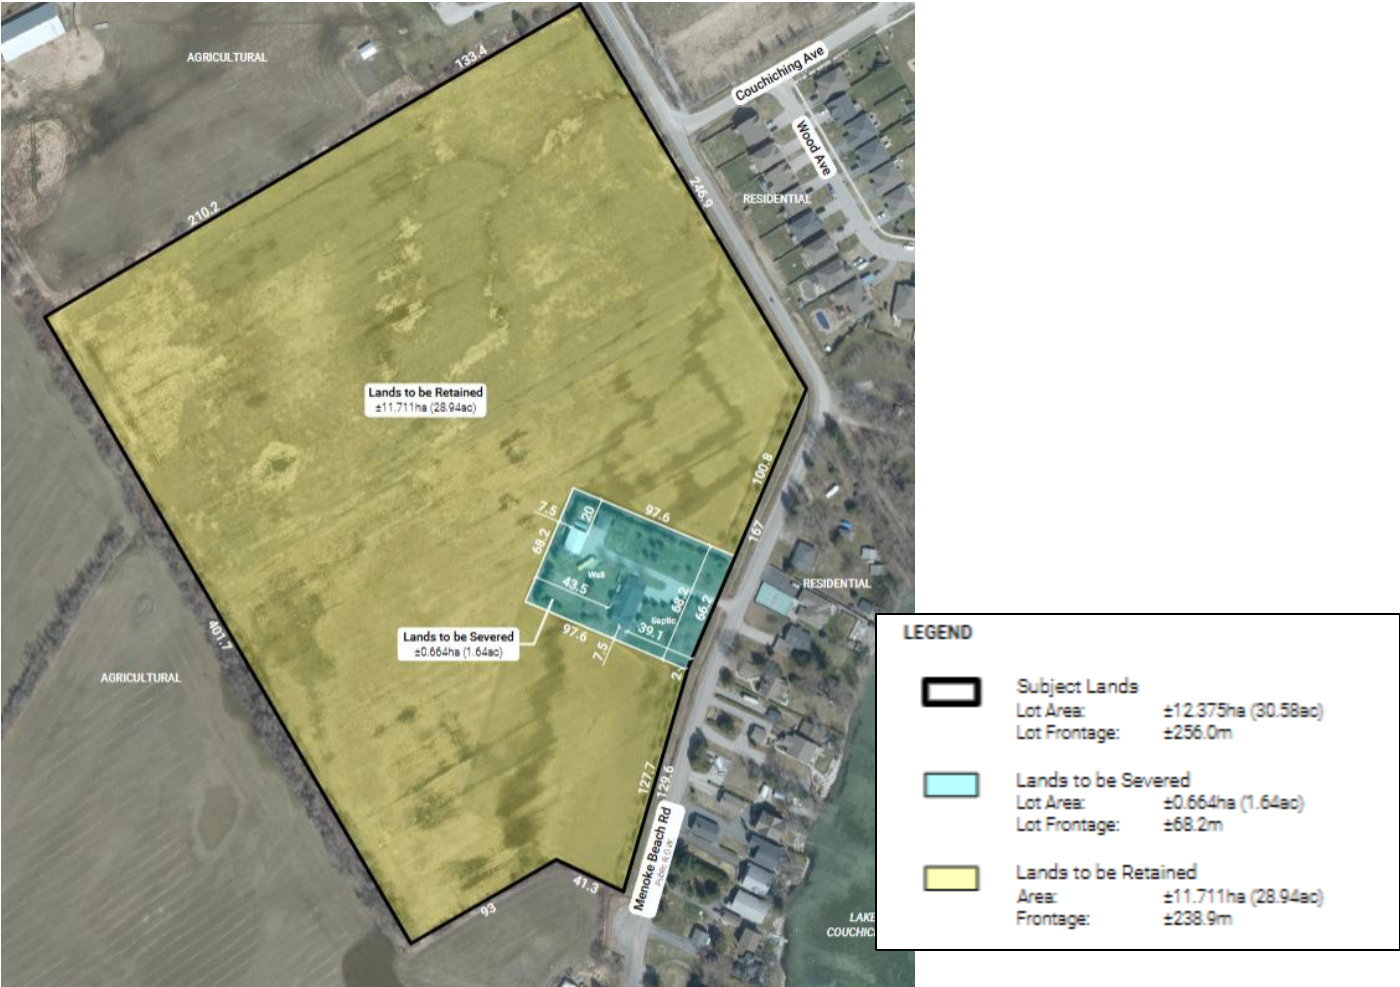 AGRICULTURAL
133.4
Couchiching Ave
Wood Ave
RESIDENTIAL
246.9
210.2
Lands to be Retained
±11.711ha (28.94ac)
100.8
167
7.5
20
97.6
68.2
Well
43.5
68.2
66.2
Septic
39.1
97.6
7.5
RESIDENTIAL
Lands to be Severed
±0.664ha (1.64ac)
401.7
AGRICULTURAL
127.7
129.6
Menoke Beach Rd
Public R.O.W.
41.3
93
LAKE
COUCHIC
LEGEND
Subject Lands
Lot Area: ±12.375ha (30.58ac)
Lot Frontage: ±256.0m
Lands to be Severed
Lot Area: ±0.664ha (1.64ac)
Lot Frontage: ±68.2m
Lands to be Retained
Area: ±11.711ha (28.94ac)
Frontage: ±238.9m